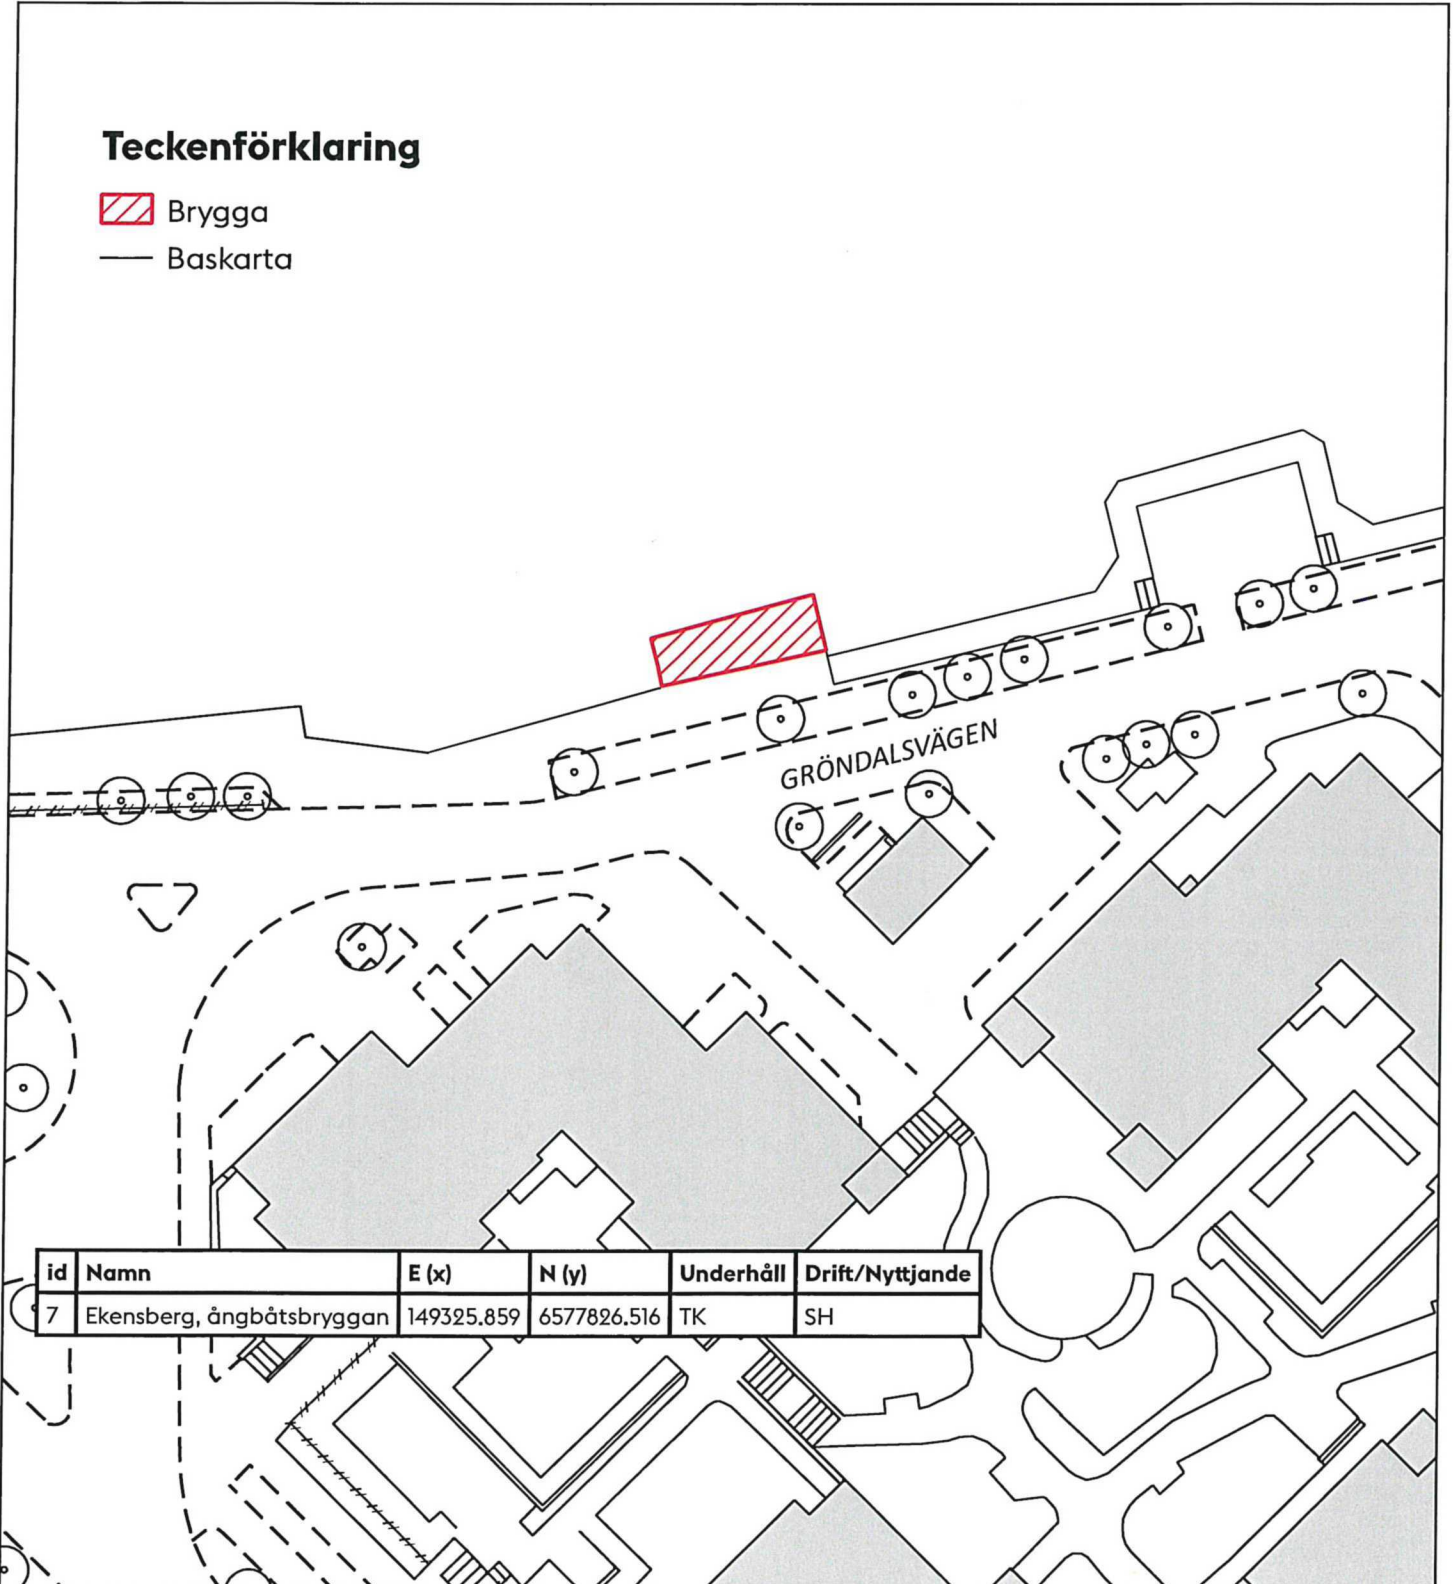 Teckenförklaring
Brygga
Baskarta
GRÖNDALSVÄGEN
id Namn E (x) N (y) Underhåll Drift/Nyttjande
7 Ekensberg, ångbåtsbryggan 149325.859 6577826.516 TK SH